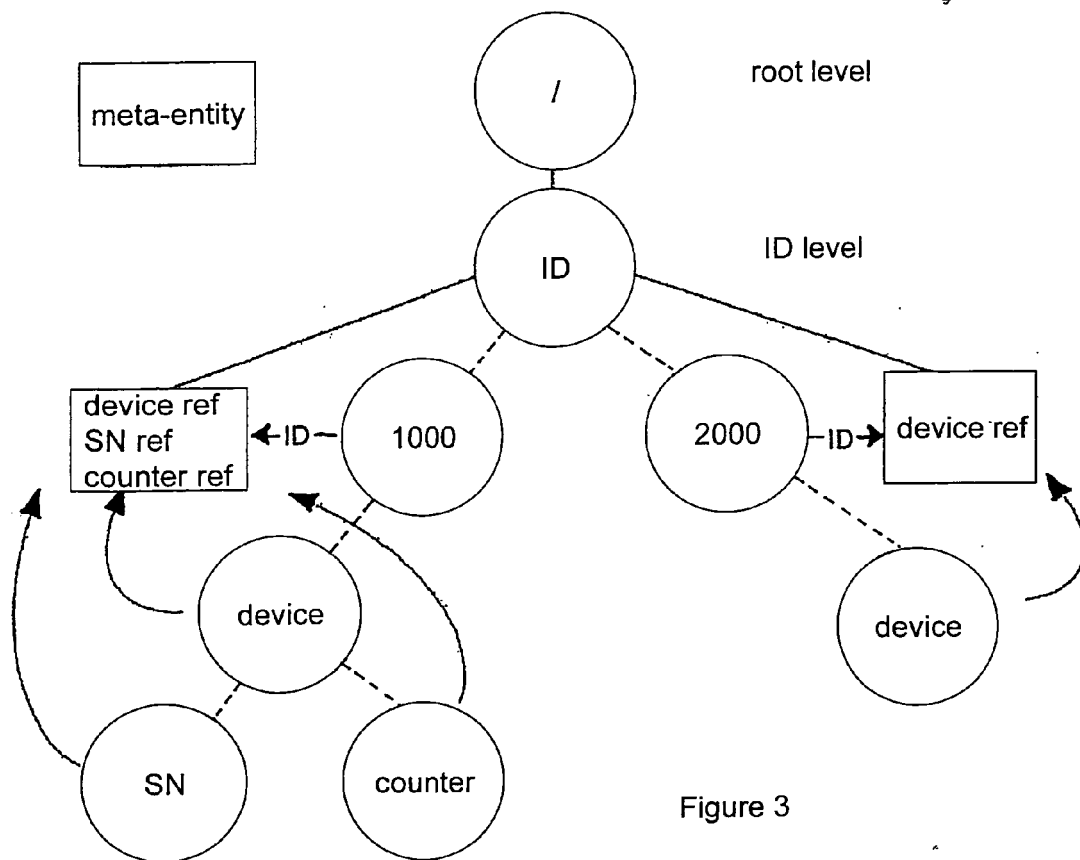 /
root level
meta-entity
ID
ID level
device ref
SN ref
counter ref
ID
1000
2000
ID
device ref
device
device
SN
counter
Figure 3